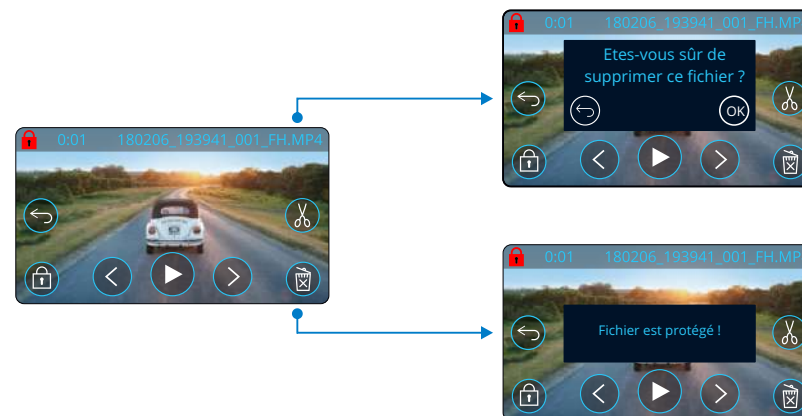 0:01 180206_193941_001_FH.MP4
0:01 180206_193941_001_FH.MP
Etes-vous sûr de
supprimer ce fichier ?
OK
0:01 180206_193941_001_FH.MP
Fichier est protégé !